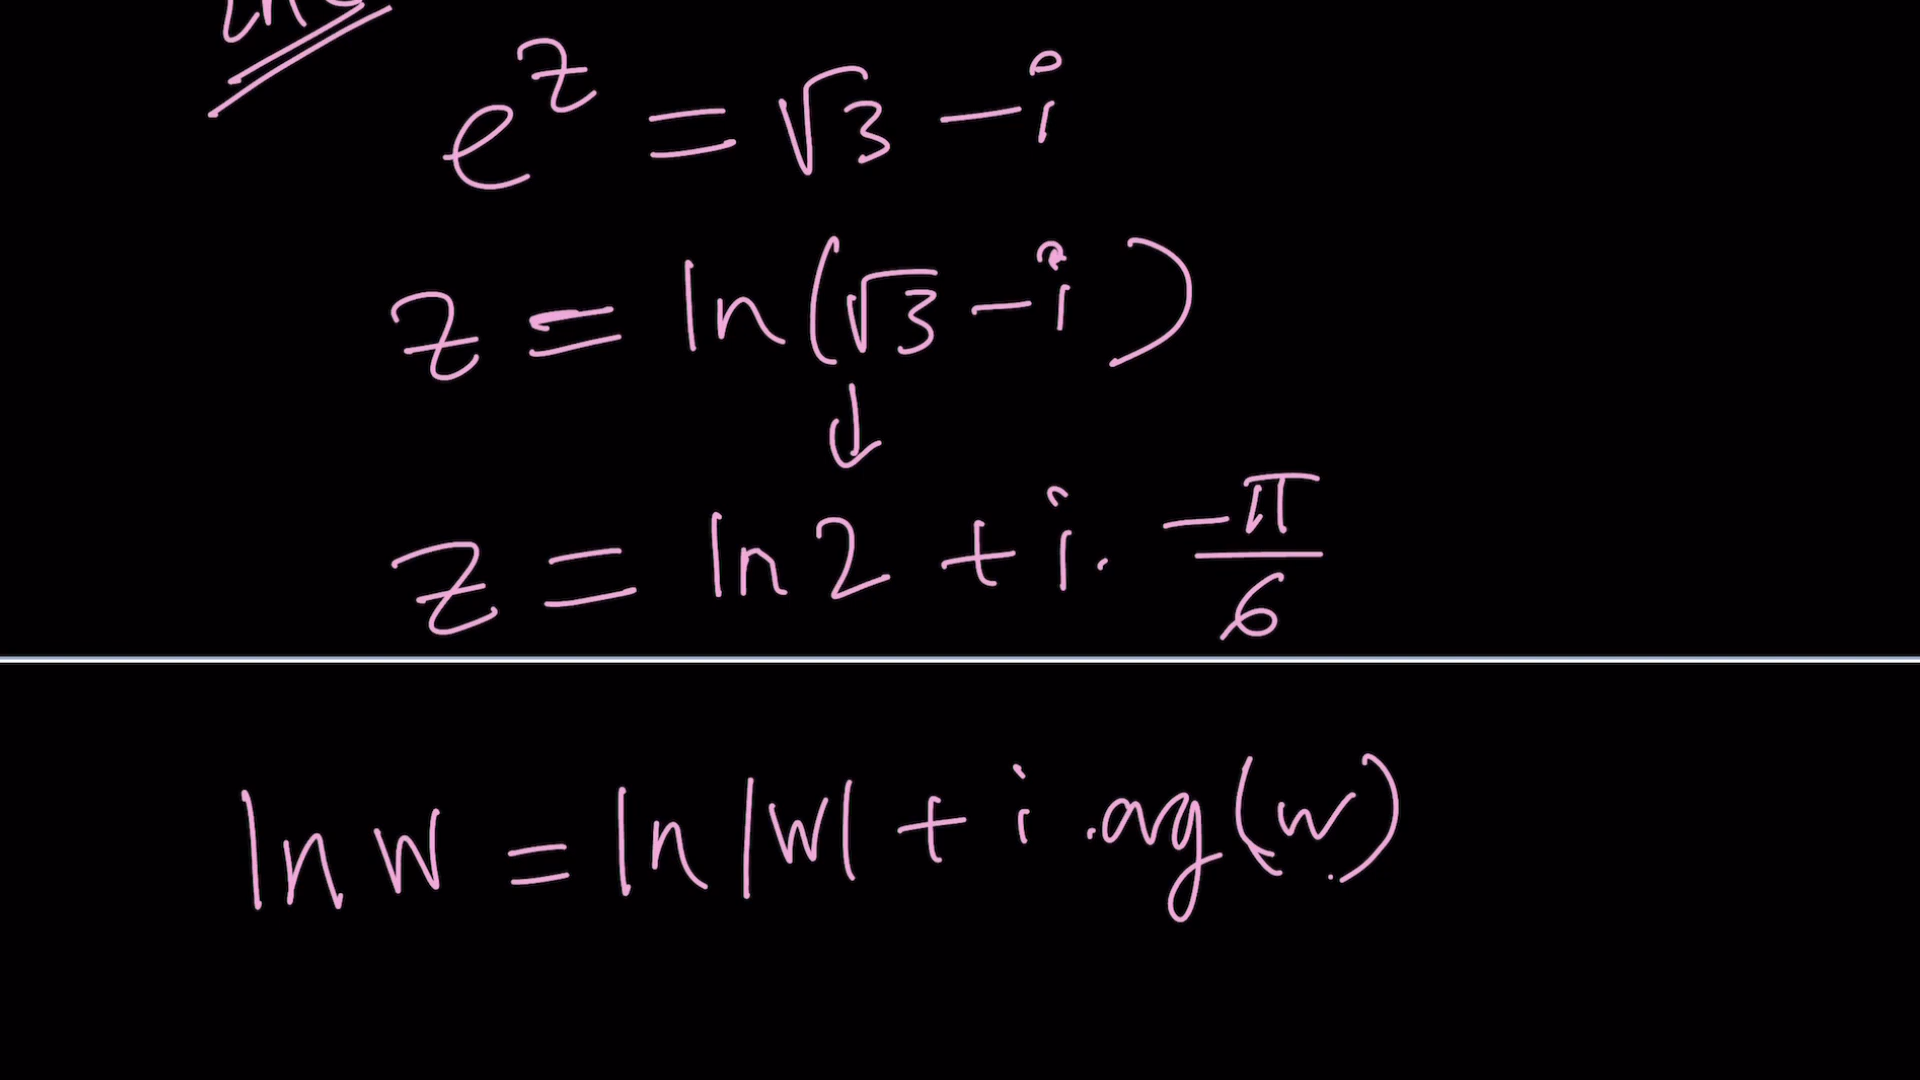 e^z = √3 − i
z = ln(√3 − i)
↓
z = ln 2 + i · −π/6
ln w = ln |w| + i · arg(w)